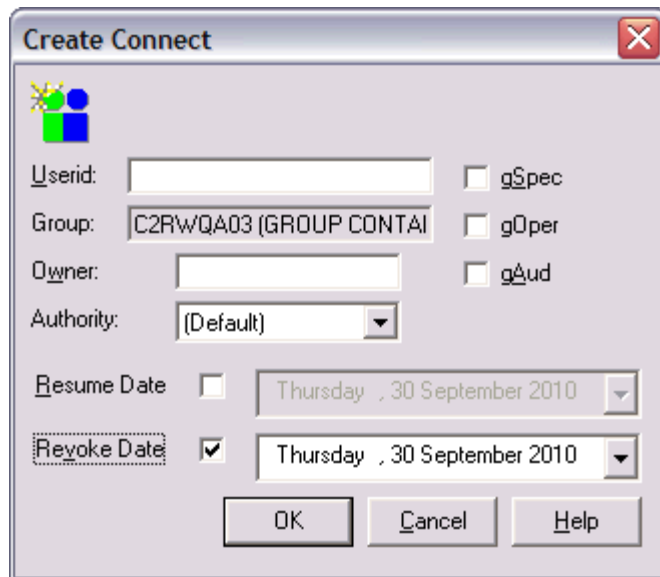 Create Connect
Userid:
gSpec
Group: C2RWQA03 (GROUP CONTAI
gOper
Owner:
gAud
Authority: (Default)
Resume Date Thursday , 30 September 2010
Revoke Date Thursday , 30 September 2010
OK Cancel Help